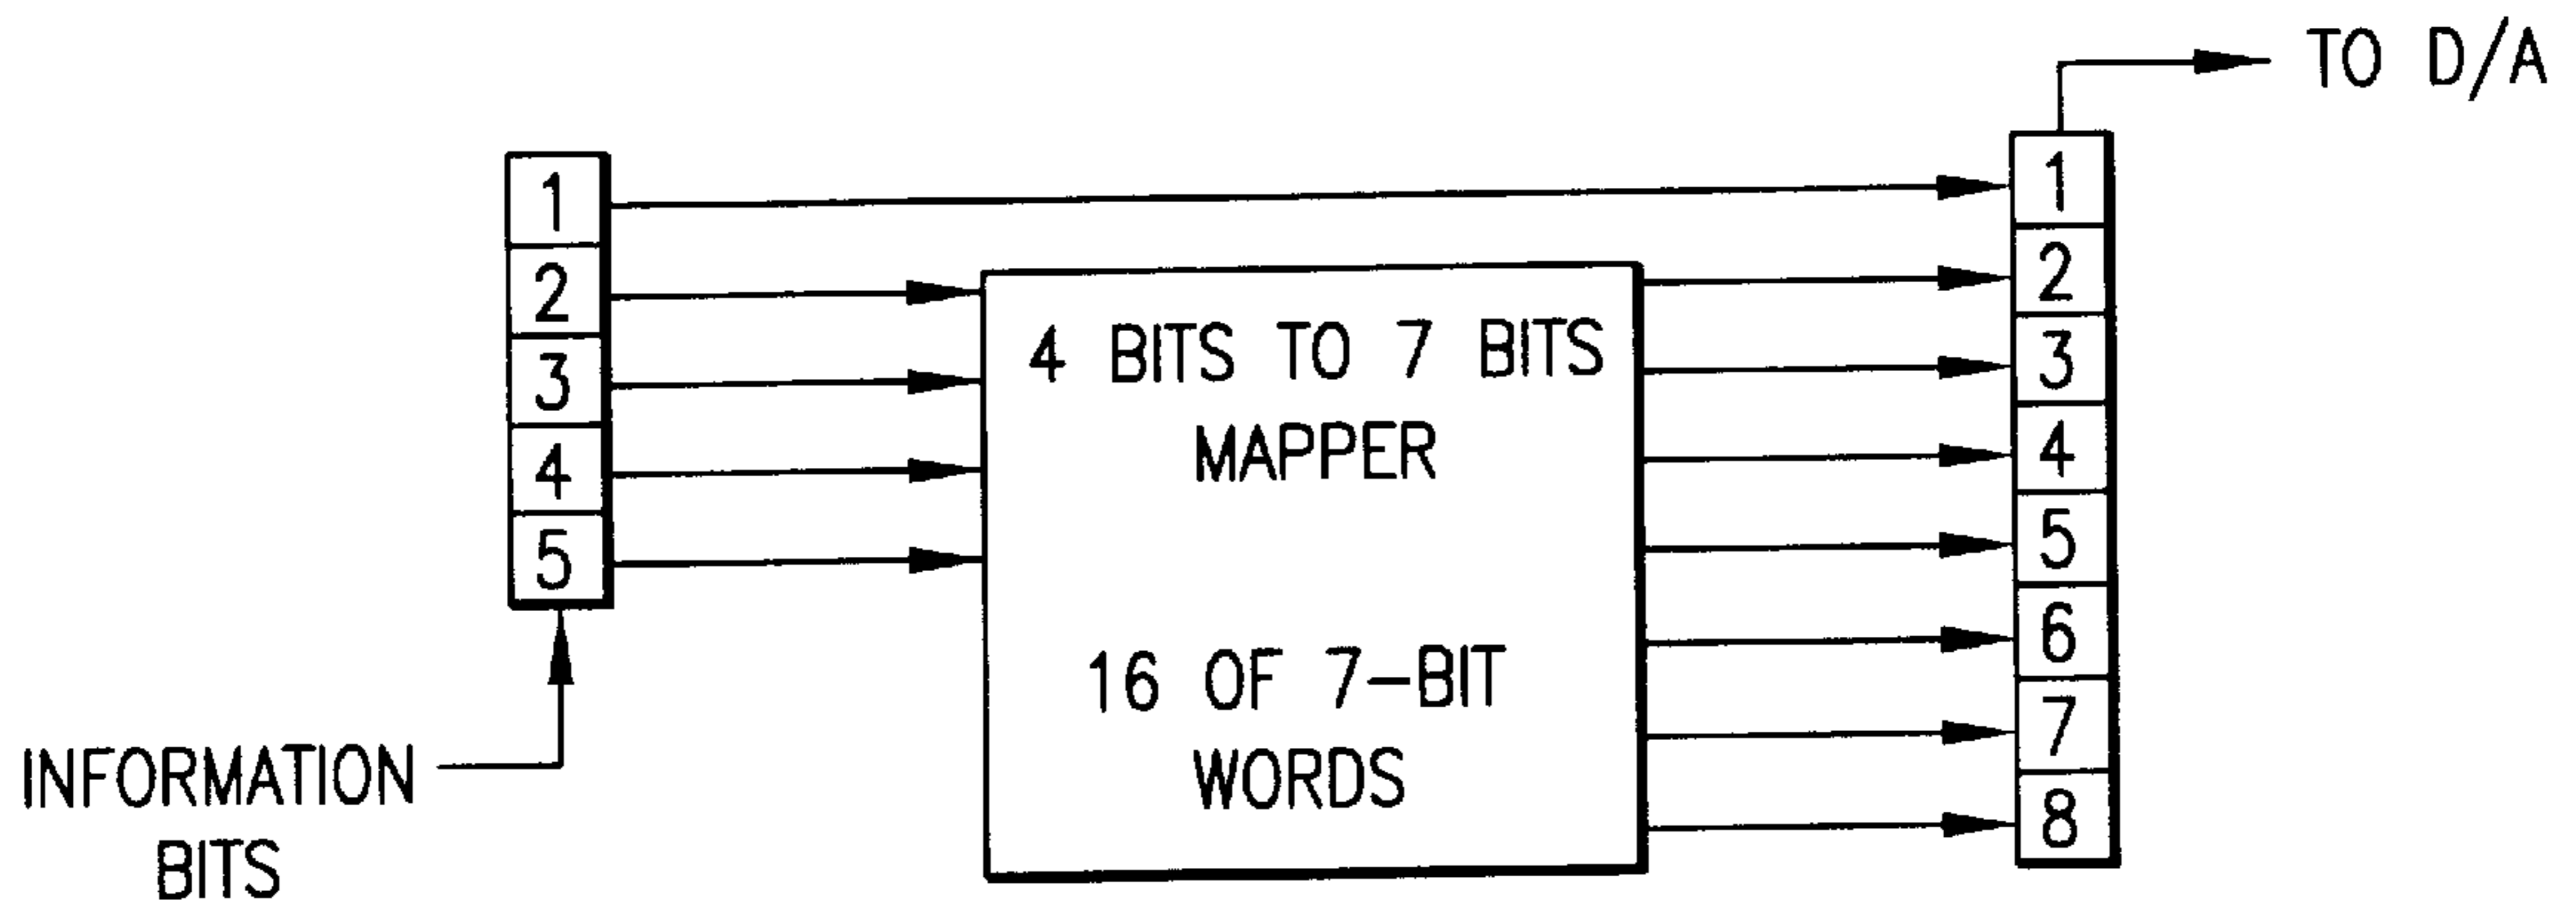 TO D/A
1
2
3
4
5
4 BITS TO 7 BITS
MAPPER
16 OF 7-BIT
WORDS
1
2
3
4
5
6
7
8
INFORMATION
BITS